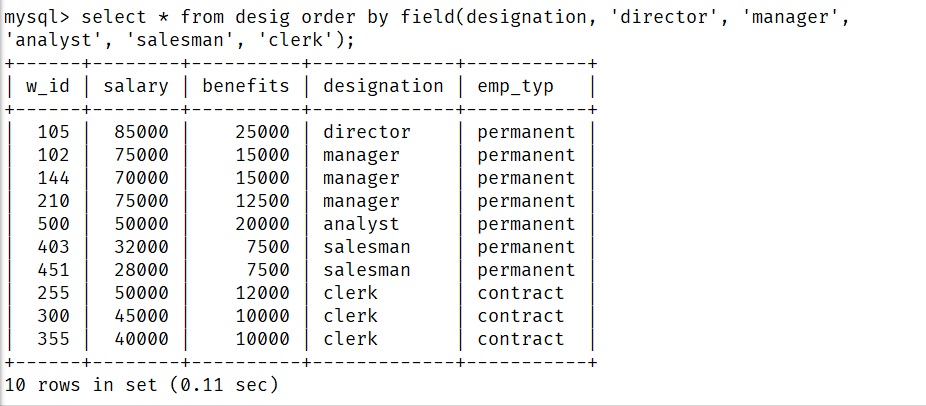 mysql> select * from desig order by field(designation, 'director', 'manager',
'analyst', 'salesman', 'clerk');
+------+--------+----------+-------------+-----------+
| w_id | salary | benefits | designation | emp_typ   |
+------+--------+----------+-------------+-----------+
|  105 |  85000 |    25000 | director    | permanent |
|  102 |  75000 |    15000 | manager     | permanent |
|  144 |  70000 |    15000 | manager     | permanent |
|  210 |  75000 |    12500 | manager     | permanent |
|  500 |  50000 |    20000 | analyst     | permanent |
|  403 |  32000 |     7500 | salesman    | permanent |
|  451 |  28000 |     7500 | salesman    | permanent |
|  255 |  50000 |    12000 | clerk       | contract  |
|  300 |  45000 |    10000 | clerk       | contract  |
|  355 |  40000 |    10000 | clerk       | contract  |
+------+--------+----------+-------------+-----------+
10 rows in set (0.11 sec)